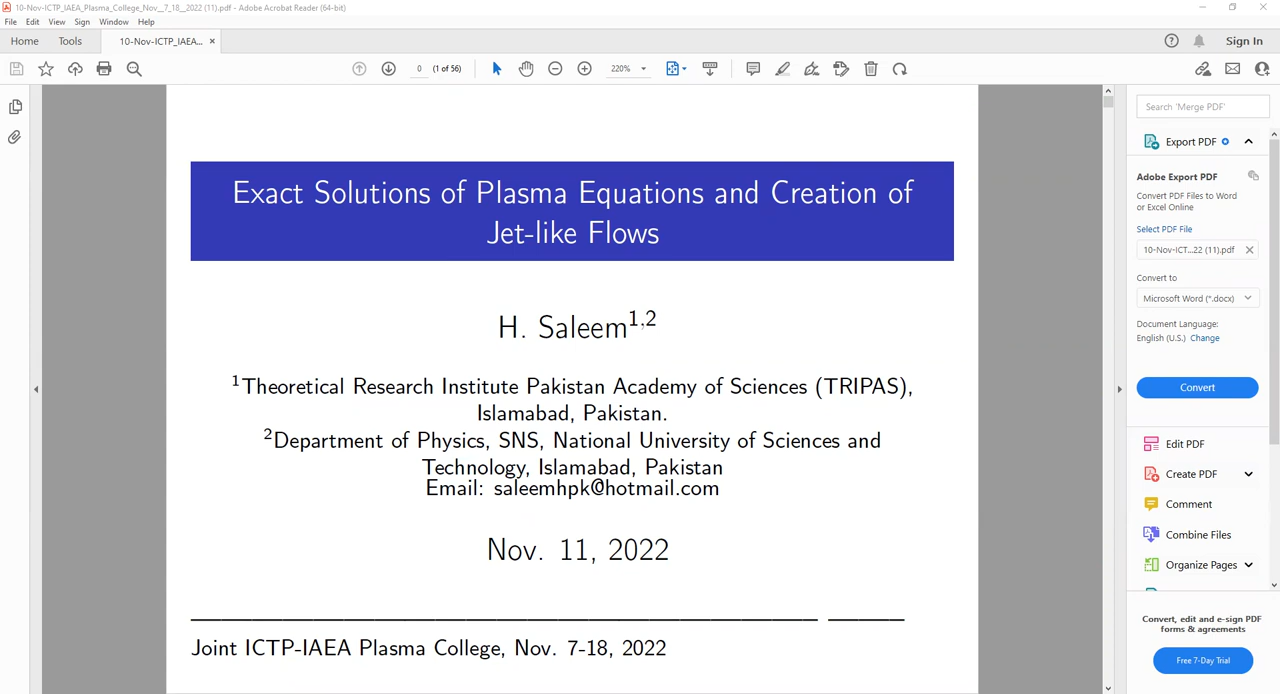 10-Nov-ICTP_IAEA_Plasma_College_Nov__7_18__2022 (11).pdf - Adobe Acrobat Reader (64-bit)
File Edit View Sign Window Help
Home Tools 10-Nov-ICTP_IAEA... × Sign In
0 (1 of 56) 220%
Exact Solutions of Plasma Equations and Creation of
Jet-like Flows
H. Saleem1,2
1Theoretical Research Institute Pakistan Academy of Sciences (TRIPAS),
Islamabad, Pakistan.
2Department of Physics, SNS, National University of Sciences and
Technology, Islamabad, Pakistan
Email: saleemhpk@hotmail.com
Nov. 11, 2022
Joint ICTP-IAEA Plasma College, Nov. 7-18, 2022
Search 'Merge PDF'
Export PDF
Adobe Export PDF
Convert PDF Files to Word
or Excel Online
Select PDF File
10-Nov-ICT...22 (11).pdf
Convert to
Microsoft Word (*.docx)
Document Language:
English (U.S.) Change
Convert
Edit PDF
Create PDF
Comment
Combine Files
Organize Pages
Convert, edit and e-sign PDF
forms & agreements
Free 7-Day Trial